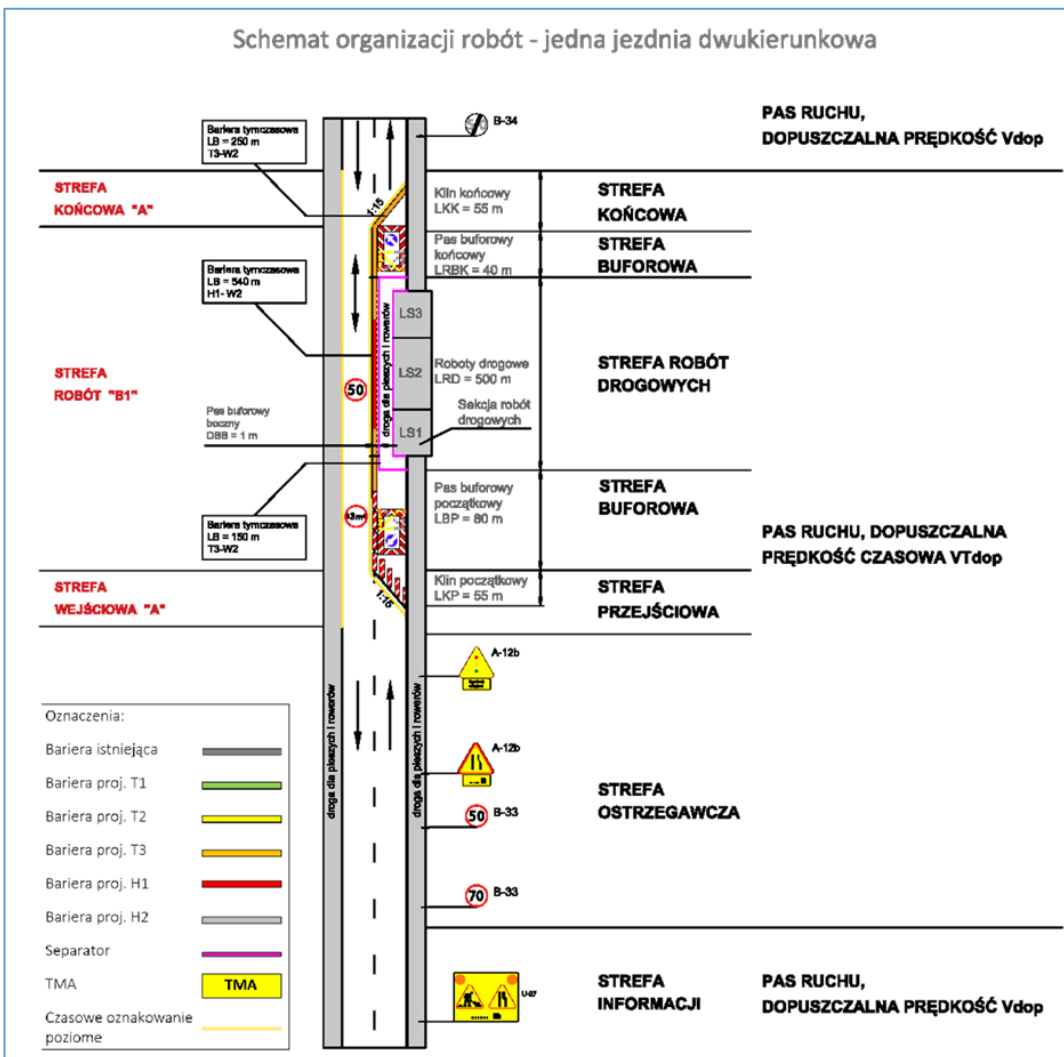 Schemat organizacji robót - jedna jezdnia dwukierunkowa
B-34
PAS RUCHU,
DOPUSZCZALNA PRĘDKOŚĆ Vdop
Bariera tymczasowa
LB = 250 m
T3-W2
STREFA
KOŃCOWA "A"
1:15
Klin końcowy
LKK = 55 m
STREFA
KOŃCOWA
Pas buforowy
końcowy
LRBK = 40 m
STREFA
BUFOROWA
Bariera tymczasowa
LB = 540 m
H1- W2
LS3
LS2
LS1
droga dla pieszych i rowerów
STREFA
ROBÓT "B1"
50
Roboty drogowe
LRD = 500 m
STREFA ROBÓT
DROGOWYCH
Sekcja robót
drogowych
Pas buforowy
boczny
DBB = 1 m
Bariera tymczasowa
LB = 150 m
T3-W2
Pas buforowy
początkowy
LBP = 80 m
STREFA
BUFOROWA
PAS RUCHU, DOPUSZCZALNA
PRĘDKOŚĆ CZASOWA VTdop
STREFA
WEJŚCIOWA "A"
1:15
Klin początkowy
LKP = 55 m
STREFA
PRZEJŚCIOWA
A-12b
A-12b
50
B-33
70
B-33
STREFA
OSTRZEGAWCZA
droga dla pieszych i rowerów
droga dla pieszych i rowerów
U-27
STREFA
INFORMACJI
PAS RUCHU,
DOPUSZCZALNA PRĘDKOŚĆ Vdop
Oznaczenia:
Bariera istniejąca
Bariera proj. T1
Bariera proj. T2
Bariera proj. T3
Bariera proj. H1
Bariera proj. H2
Separator
TMA
TMA
Czasowe oznakowanie
poziome